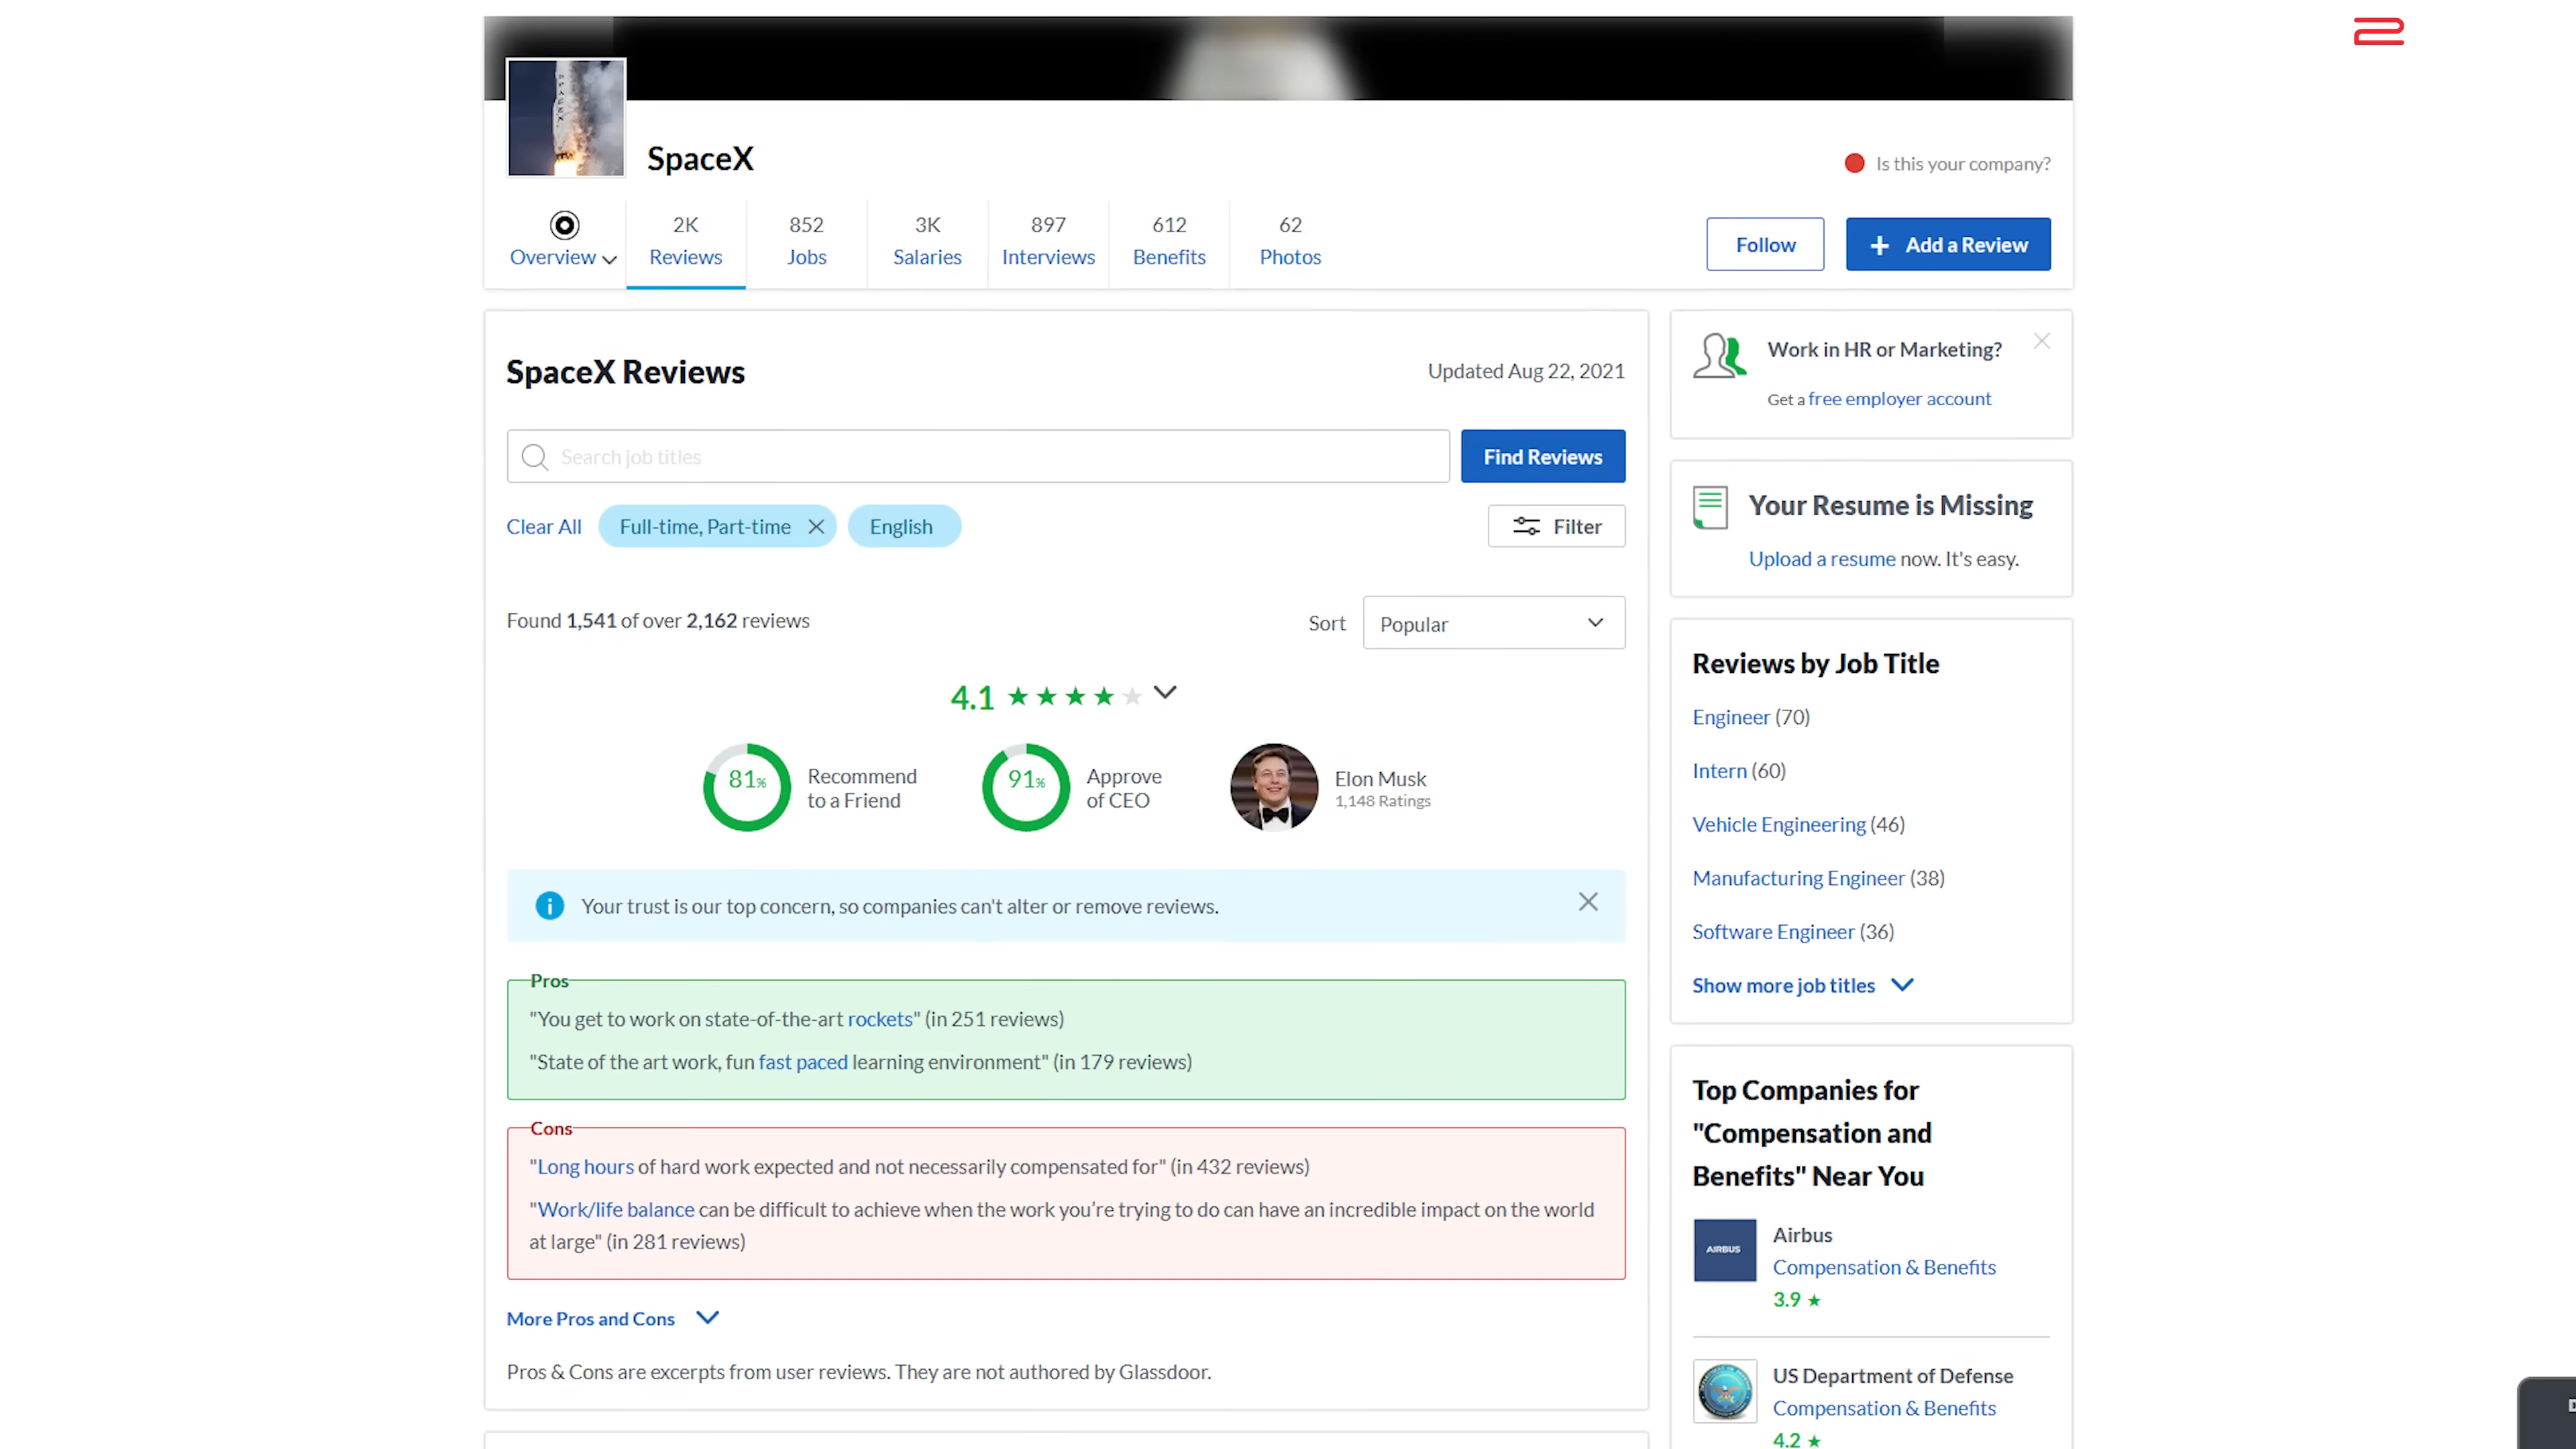 SpaceX
Is this your company?
Overview
2K
Reviews
852
Jobs
3K
Salaries
897
Interviews
612
Benefits
62
Photos
Follow
+ Add a Review
SpaceX Reviews
Updated Aug 22, 2021
Search job titles
Find Reviews
Clear All
Full-time, Part-time
English
Filter
Found 1,541 of over 2,162 reviews
Sort
Popular
4.1
81%
Recommend
to a Friend
91%
Approve
of CEO
Elon Musk
1,148 Ratings
Your trust is our top concern, so companies can't alter or remove reviews.
Pros
"You get to work on state-of-the-art rockets" (in 251 reviews)
"State of the art work, fun fast paced learning environment" (in 179 reviews)
Cons
"Long hours of hard work expected and not necessarily compensated for" (in 432 reviews)
"Work/life balance can be difficult to achieve when the work you’re trying to do can have an incredible impact on the world
at large" (in 281 reviews)
More Pros and Cons
Pros & Cons are excerpts from user reviews. They are not authored by Glassdoor.
Work in HR or Marketing?
Get a free employer account
Your Resume is Missing
Upload a resume now. It's easy.
Reviews by Job Title
Engineer (70)
Intern (60)
Vehicle Engineering (46)
Manufacturing Engineer (38)
Software Engineer (36)
Show more job titles
Top Companies for
"Compensation and
Benefits" Near You
AIRBUS
Airbus
Compensation & Benefits
3.9 ★
US Department of Defense
Compensation & Benefits
4.2 ★